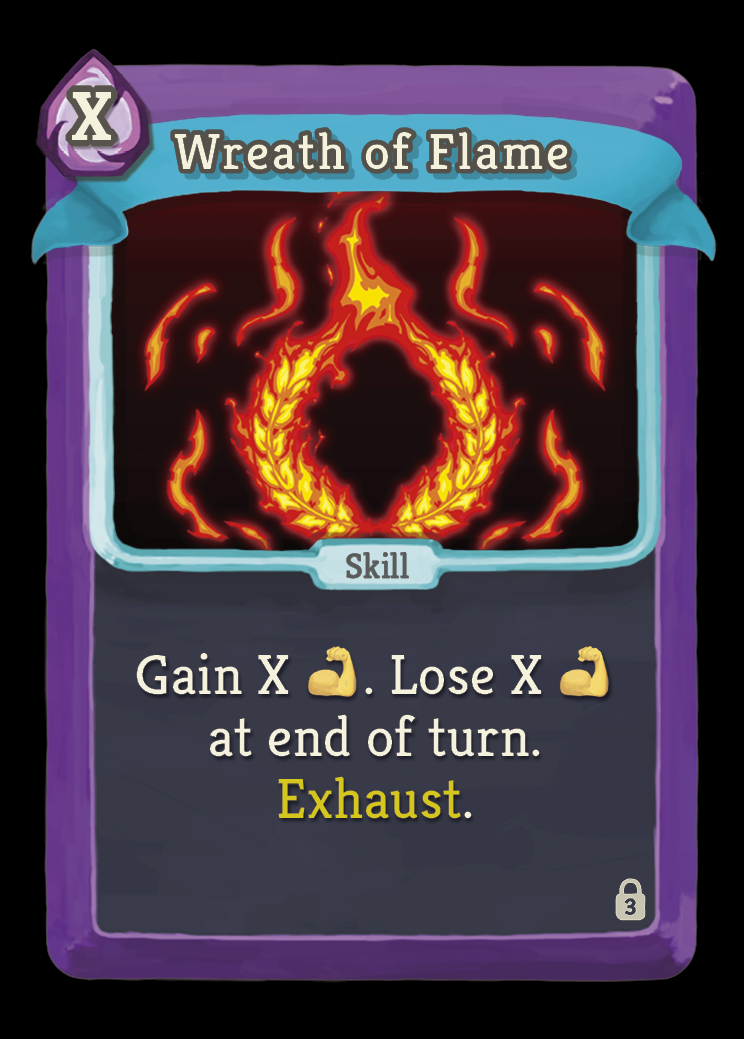 X
Wreath of Flame
Skill
Gain X 💪. Lose X 💪
at end of turn.
Exhaust.
3